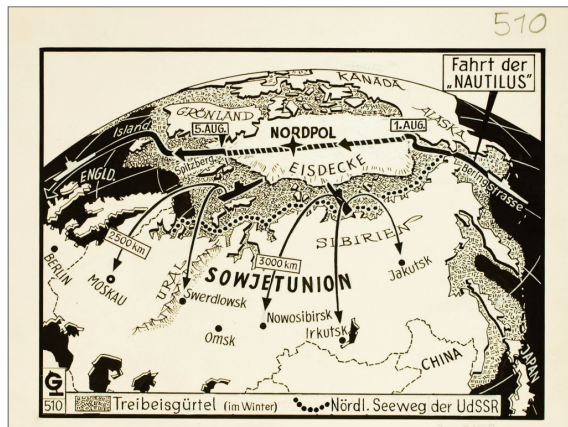 510
Fahrt der
„NAUTILUS"
KANADA
GRÖNLAND
ALASKA
5.AUG.
NORDPOL
1.AUG.
Island
Spitzberg.
EISDECKE
Beringstrasse
ENGLD.
SIBIRIEN
2500 km
3000 km
BERLIN
MOSKAU
URAL
SOWJETUNION
Jakutsk
Swerdlowsk
Nowosibirsk
Omsk
Irkutsk
CHINA
JAPAN
G
510
Treibeisgürtel (im Winter)
Nördl. Seeweg der UdSSR